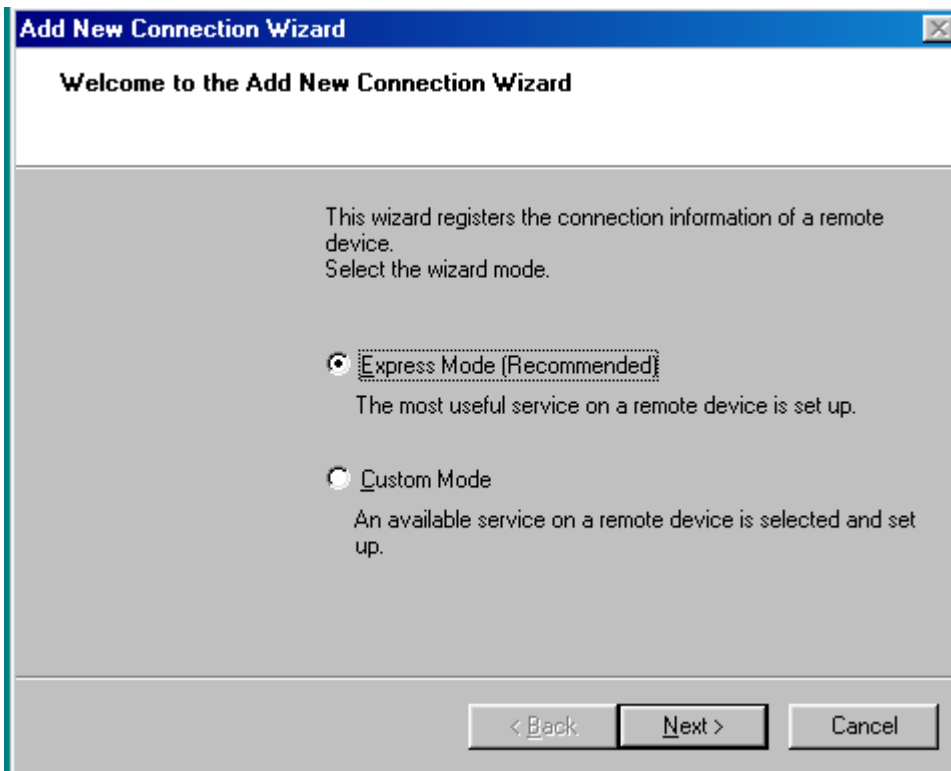 Add New Connection Wizard
Welcome to the Add New Connection Wizard
This wizard registers the connection information of a remote
device.
Select the wizard mode.
Express Mode (Recommended)
The most useful service on a remote device is set up.
Custom Mode
An available service on a remote device is selected and set
up.
< Back
Next >
Cancel